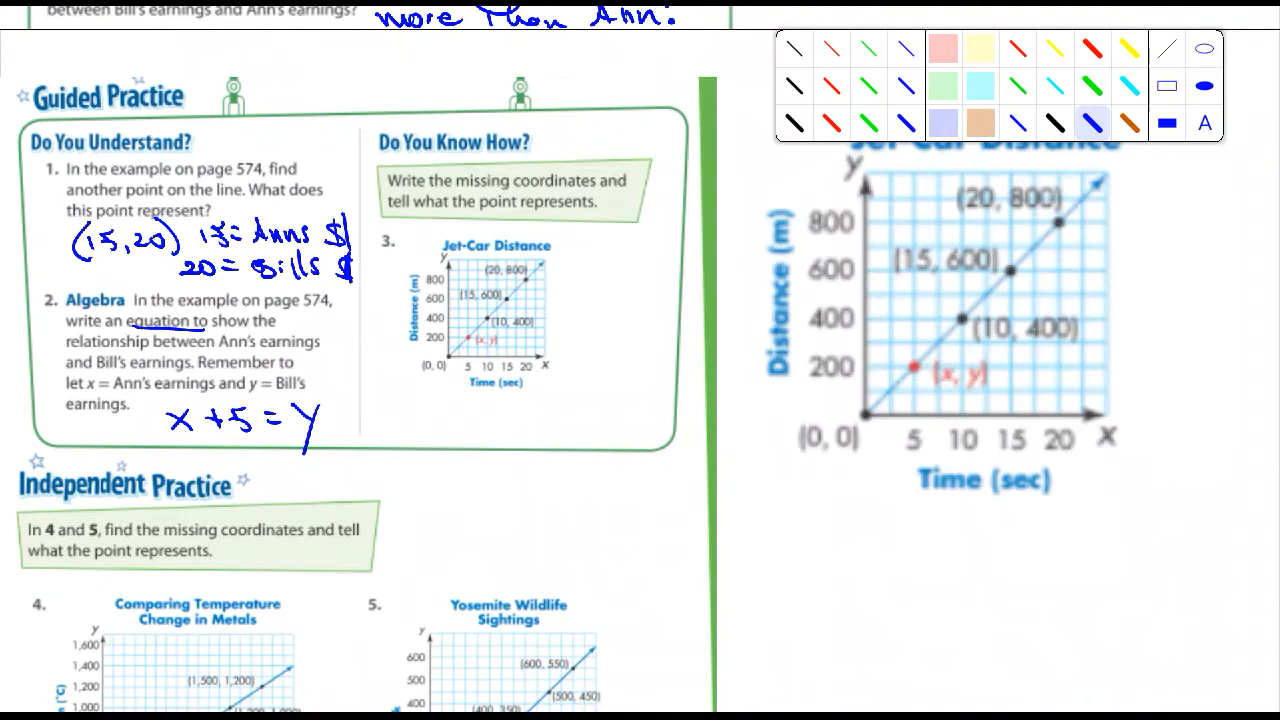 between Bill's earnings and Ann's earnings?
more Than Ann.
Guided Practice
Do You Understand?
1. In the example on page 574, find
another point on the line. What does
this point represent?
(15,20) 15= Anns $
20= Bills $
2. Algebra In the example on page 574,
write an equation to show the
relationship between Ann's earnings
and Bill's earnings. Remember to
let x = Ann's earnings and y = Bill's
earnings.
x+5=y
Do You Know How?
Write the missing coordinates and
tell what the point represents.
3.
Jet-Car Distance
y
Distance (m)
800
600
400
200
(20, 800)
(15, 600)
(10, 400)
(x, y)
(0, 0)
5 10 15 20 x
Time (sec)
Independent Practice
In 4 and 5, find the missing coordinates and tell
what the point represents.
4.
Comparing Temperature
Change in Metals
y
1,600
1,400
1,200
1,000
(1,500, 1,200)
(°C)
5.
Yosemite Wildlife
Sightings
y
600
500
400
(600, 550)
(500, 450)
A
Jet-Car Distance
y
Distance (m)
800
600
400
200
(20, 800)
(15, 600)
(10, 400)
(x, y)
(0, 0)
5 10 15 20 x
Time (sec)